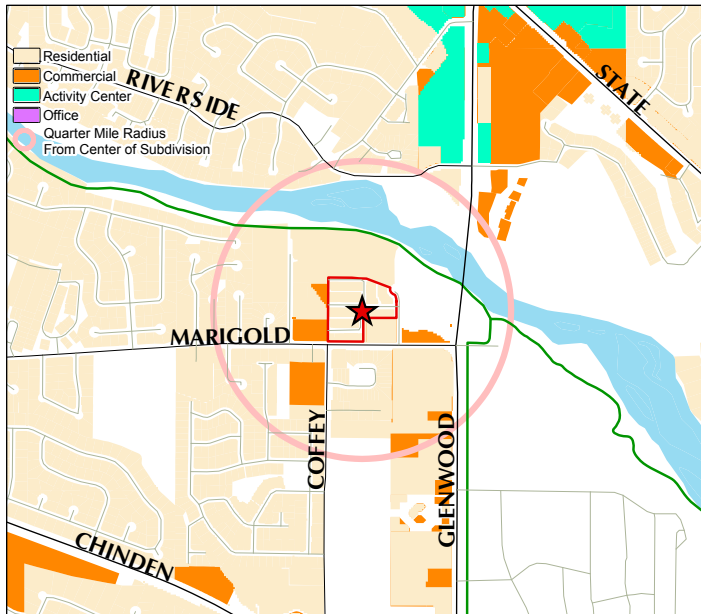 Residential
Commercial
Activity Center
Office
Quarter Mile Radius
From Center of Subdivision
RIVERSIDE
STATE
MARIGOLD
COFFEY
GLENWOOD
CHINDEN